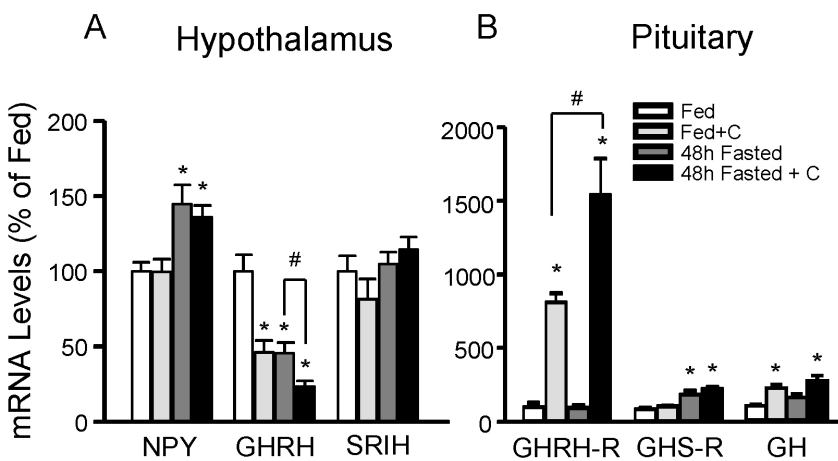 A
Hypothalamus
mRNA Levels (% of Fed)
200
150
100
50
0
* *
* * # *
NPY GHRH SRIH
B
Pituitary
Fed
Fed+C
48h Fasted
48h Fasted + C
2000
1500
1000
500
0
#
*
*
* *
* *
GHRH-R GHS-R GH